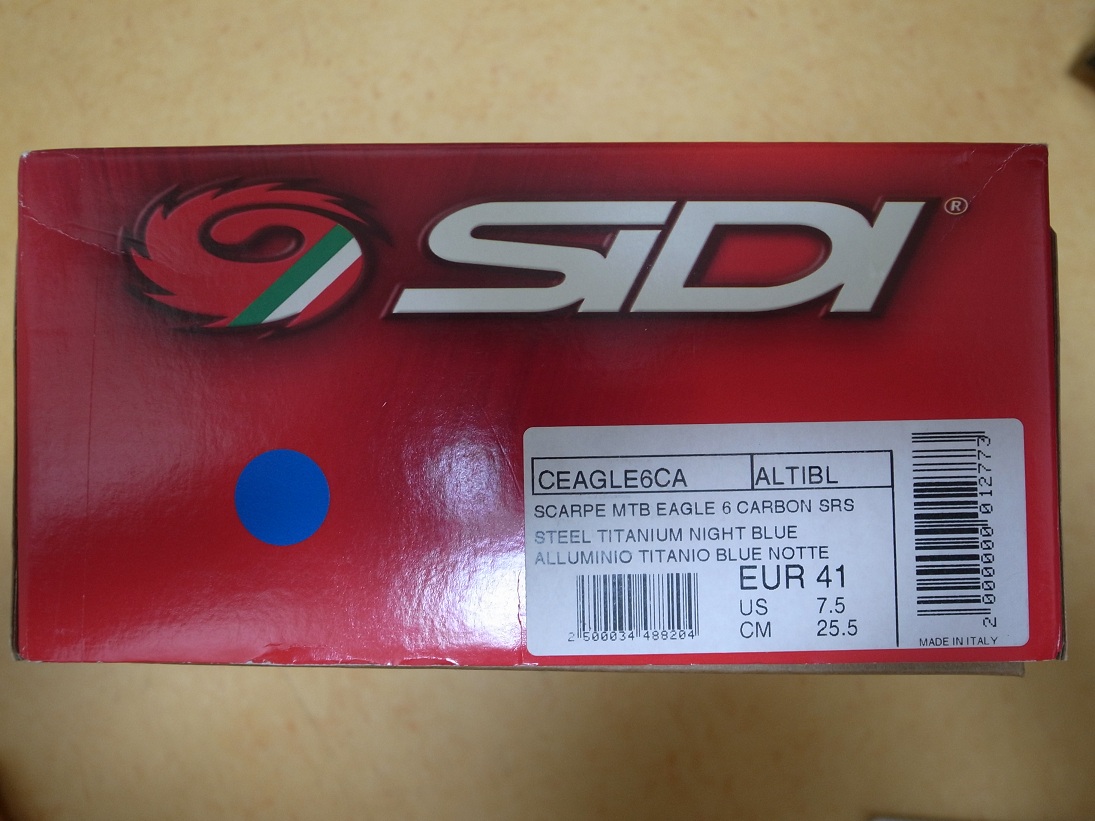 SIDI®
CEAGLE6CA ALTIBL
SCARPE MTB EAGLE 6 CARBON SRS
STEEL TITANIUM NIGHT BLUE
ALLUMINIO TITANIO BLUE NOTTE
EUR 41
US 7.5
CM 25.5
2 500034 488204
2 000000 012773
MADE IN ITALY